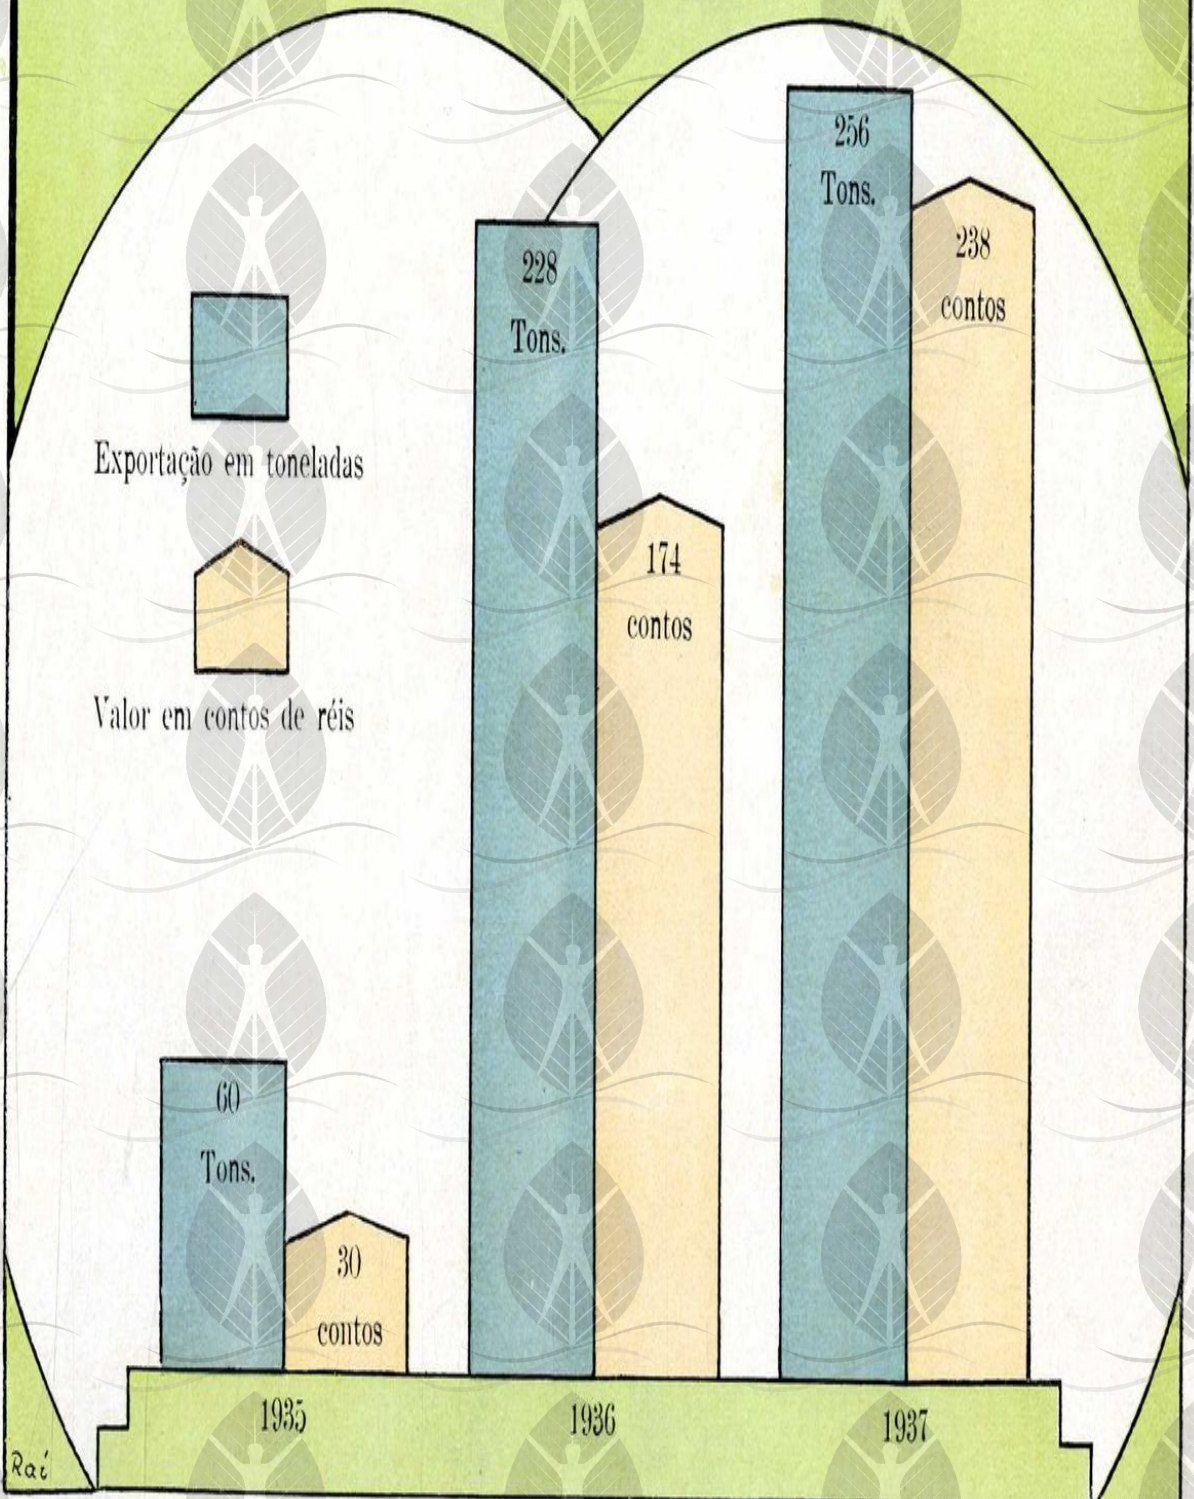 256
Tons.
238
contos
228
Tons.
Exportação em toneladas
174
contos
Valor em contos de réis
60
Tons.
30
contos
1935
1936
1937
Raí